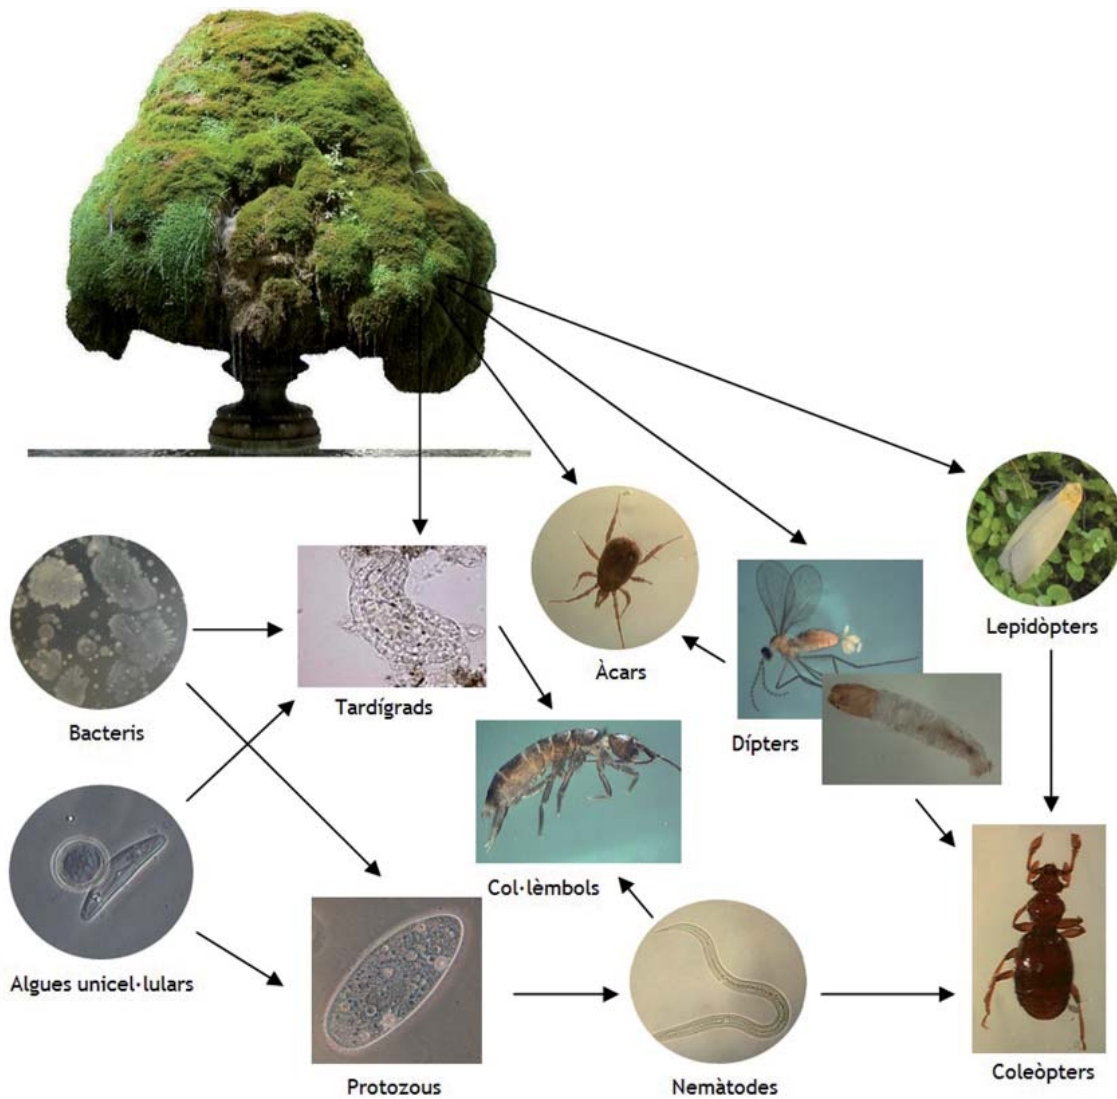 Lepidòpters
Àcars
Tardígrads
Bacteris
Dípters
Col·lèmbols
Algues unicel·lulars
Coleòpters
Protozous
Nemàtodes